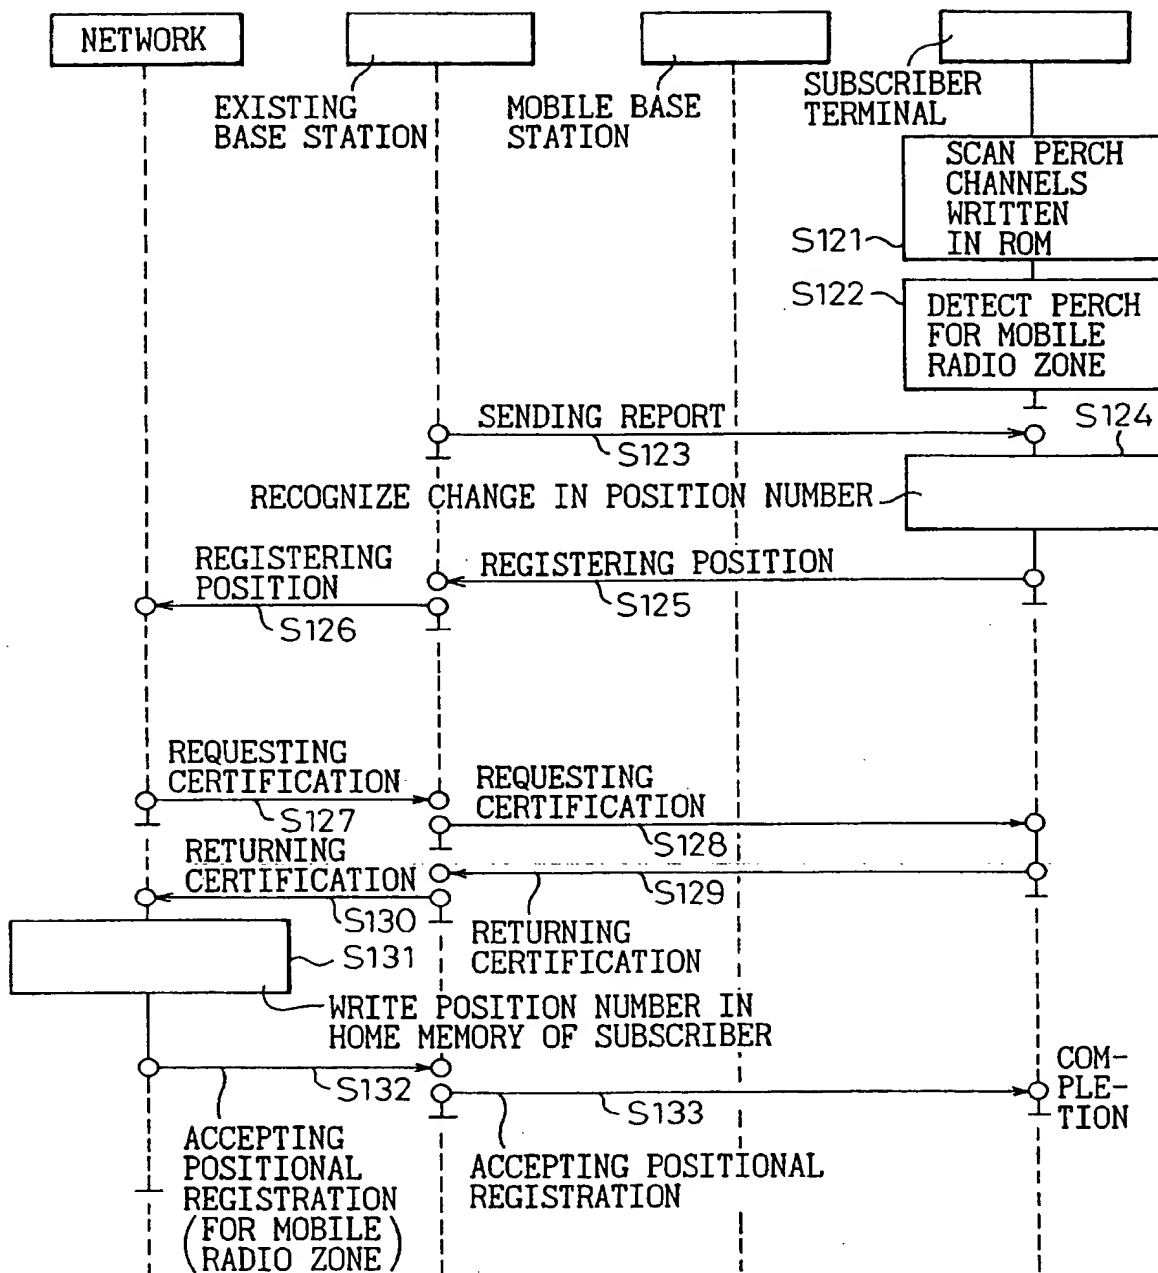 NETWORK
EXISTING
BASE STATION
MOBILE BASE
STATION
SUBSCRIBER
TERMINAL
SCAN PERCH
CHANNELS
WRITTEN
IN ROM
S121
S122
DETECT PERCH
FOR MOBILE
RADIO ZONE
SENDING REPORT
S123
S124
RECOGNIZE CHANGE IN POSITION NUMBER
REGISTERING
POSITION
REGISTERING POSITION
S125
S126
REQUESTING
CERTIFICATION
S127
REQUESTING
CERTIFICATION
S128
RETURNING
CERTIFICATION
S129
S130
RETURNING
CERTIFICATION
S131
WRITE POSITION NUMBER IN
HOME MEMORY OF SUBSCRIBER
S132
S133
COM-
PLE-
TION
ACCEPTING
POSITIONAL
REGISTRATION
(FOR MOBILE
RADIO ZONE)
ACCEPTING POSITIONAL
REGISTRATION